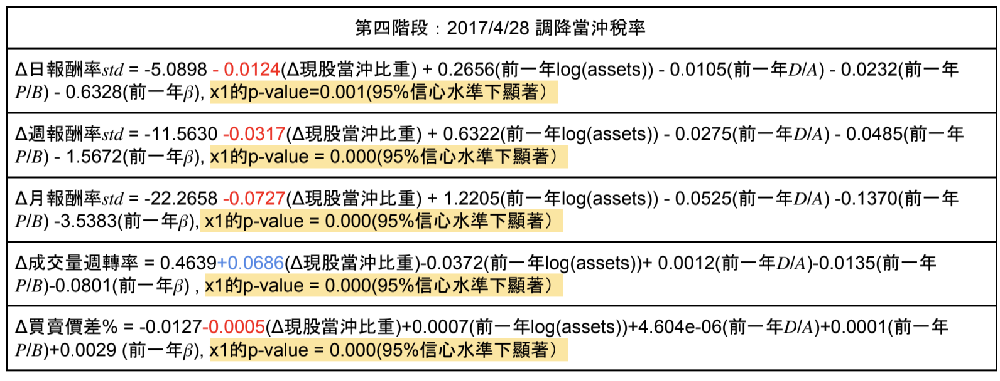 第四階段：2017/4/28 調降當沖稅率
Δ日報酬率std = -5.0898 - 0.0124(Δ現股當沖比重) + 0.2656(前一年log(assets)) - 0.0105(前一年D/A) - 0.0232(前一年
P/B) - 0.6328(前一年β), x1的p-value=0.001(95%信心水準下顯著）
Δ週報酬率std = -11.5630 -0.0317(Δ現股當沖比重) + 0.6322(前一年log(assets)) - 0.0275(前一年D/A) - 0.0485(前一年
P/B) - 1.5672(前一年β), x1的p-value = 0.000(95%信心水準下顯著）
Δ月報酬率std = -22.2658 -0.0727(Δ現股當沖比重) + 1.2205(前一年log(assets)) - 0.0525(前一年D/A) -0.1370(前一年
P/B) -3.5383(前一年β), x1的p-value = 0.000(95%信心水準下顯著）
Δ成交量週轉率 = 0.4639+0.0686(Δ現股當沖比重)-0.0372(前一年log(assets))+ 0.0012(前一年D/A)-0.0135(前一年
P/B)-0.0801(前一年β) , x1的p-value = 0.000(95%信心水準下顯著）
Δ買賣價差% = -0.0127-0.0005(Δ現股當沖比重)+0.0007(前一年log(assets))+4.604e-06(前一年D/A)+0.0001(前一年
P/B)+0.0029 (前一年β), x1的p-value = 0.000(95%信心水準下顯著）